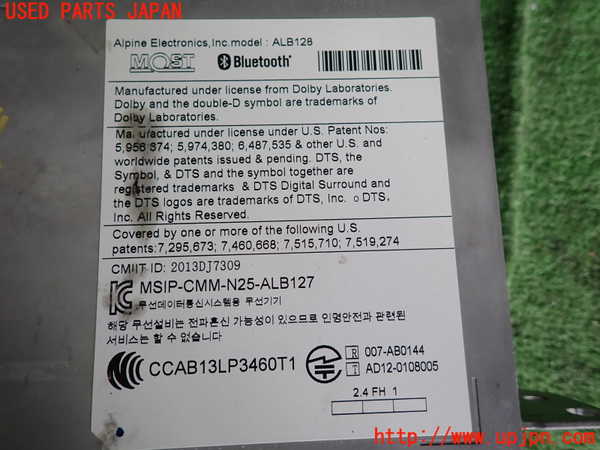 USED PARTS JAPAN
Alpine Electronics,Inc.model : ALB128
MOST Bluetooth®
Manufactured under license from Dolby Laboratories.
Dolby and the double-D symbol are trademarks of
Dolby Laboratories.
Manufactured under license under U.S. Patent Nos:
5,956,674; 5,974,380; 6,487,535 & other U.S. and
worldwide patents issued & pending. DTS, the
Symbol, & DTS and the symbol together are
registered trademarks & DTS Digital Surround and
the DTS logos are trademarks of DTS, Inc. o DTS,
Inc. All Rights Reserved.
Covered by one or more of the following U.S.
patents:7,295,673; 7,460,668; 7,515,710; 7,519,274
CMIIT ID: 2013DJ7309
MSIP-CMM-N25-ALB127
무선데이터통신시스템용 무선기기
해당 무선설비는 전파혼신 가능성이 있으므로 인명안전과 관련된
서비스는 할 수 없습니다.
CCAB13LP3460T1
R 007-AB0144
T AD12-0108005
2.4 FH 1
http://www.upjpn.com/